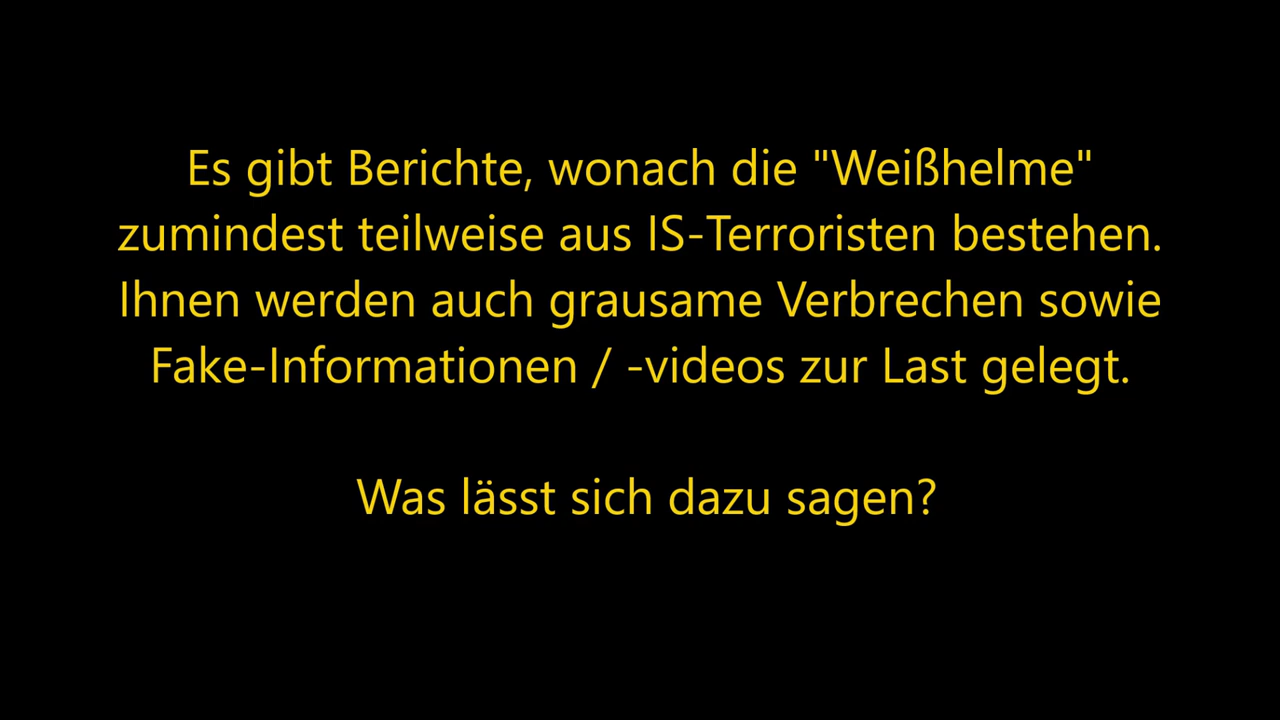 Es gibt Berichte, wonach die "Weißhelme"
zumindest teilweise aus IS-Terroristen bestehen.
Ihnen werden auch grausame Verbrechen sowie
Fake-Informationen / -videos zur Last gelegt.
Was lässt sich dazu sagen?